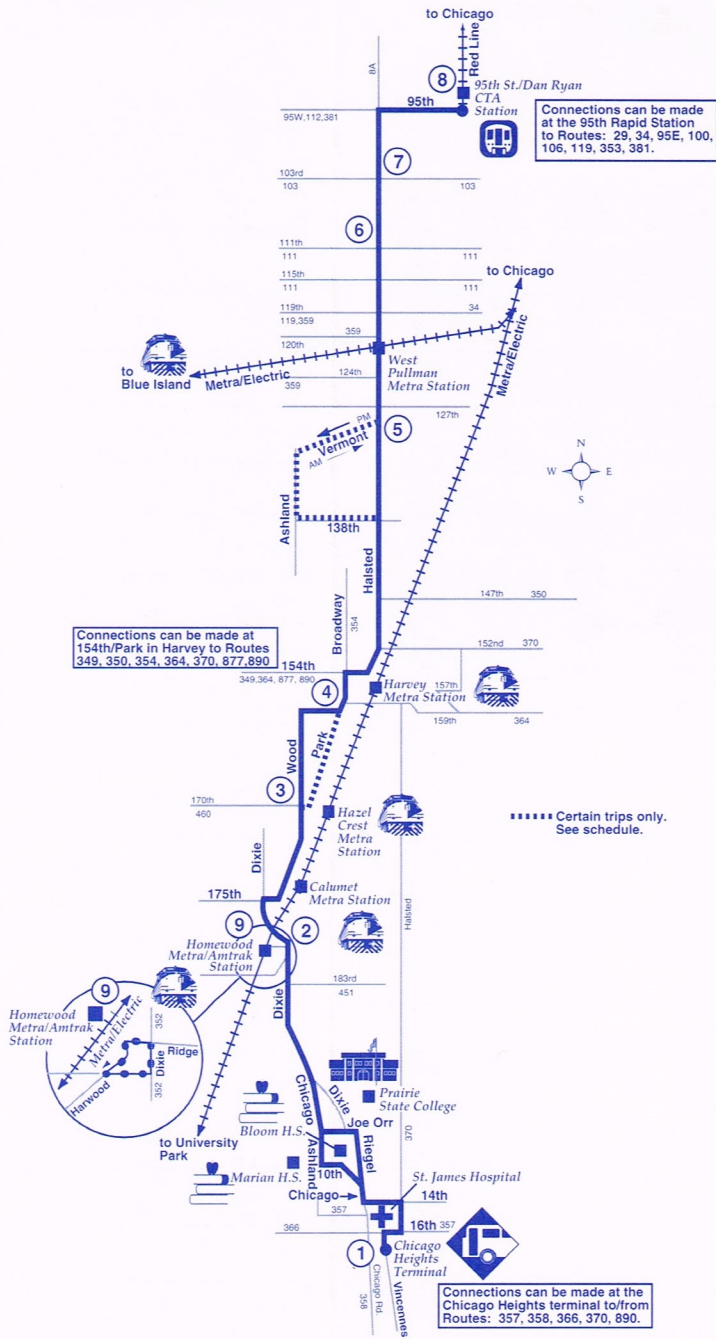 to Chicago
Red Line
8A
8
95th St./Dan Ryan
CTA
Station
95th
95W,112,381
Connections can be made
at the 95th Rapid Station
to Routes: 29, 34, 95E, 100,
106, 119, 353, 381.
7
103rd
103
103
6
111th
111
111
to Chicago
115th
111
111
119th
34
119,359
359
120th
Metra/Electric
to
Blue Island
Metra/Electric
West
Pullman
Metra Station
124th
359
127th
PM
Vermont
AM
5
N
W
E
S
Ashland
138th
Halsted
147th 350
Broadway
354
Connections can be made at
154th/Park in Harvey to Routes
349, 350, 354, 364, 370, 877,890
152nd 370
154th
349,364, 877, 890
4
Harvey
Metra Station
157th
159th
364
Wood
Park
3
170th
460
Hazel
Crest
Metra
Station
Certain trips only.
See schedule.
Dixie
175th
Calumet
Metra Station
Halsted
9
2
Homewood
Metra/Amtrak
Station
183rd
451
Dixie
9
Homewood
Metra/Amtrak
Station
Metra/Electric
352
Ridge
Dixie
352
Harwood
to University
Park
Chicago
Dixie
Prairie
State College
370
Joe Orr
Bloom H.S.
Riegel
Ashland
Marian H.S.
10th
Chicago
St. James Hospital
14th
357
366
16th 357
1
Chicago
Heights
Terminal
Chicago Rd.
358
Vincennes
Connections can be made at the
Chicago Heights terminal to/from
Routes: 357, 358, 366, 370, 890.